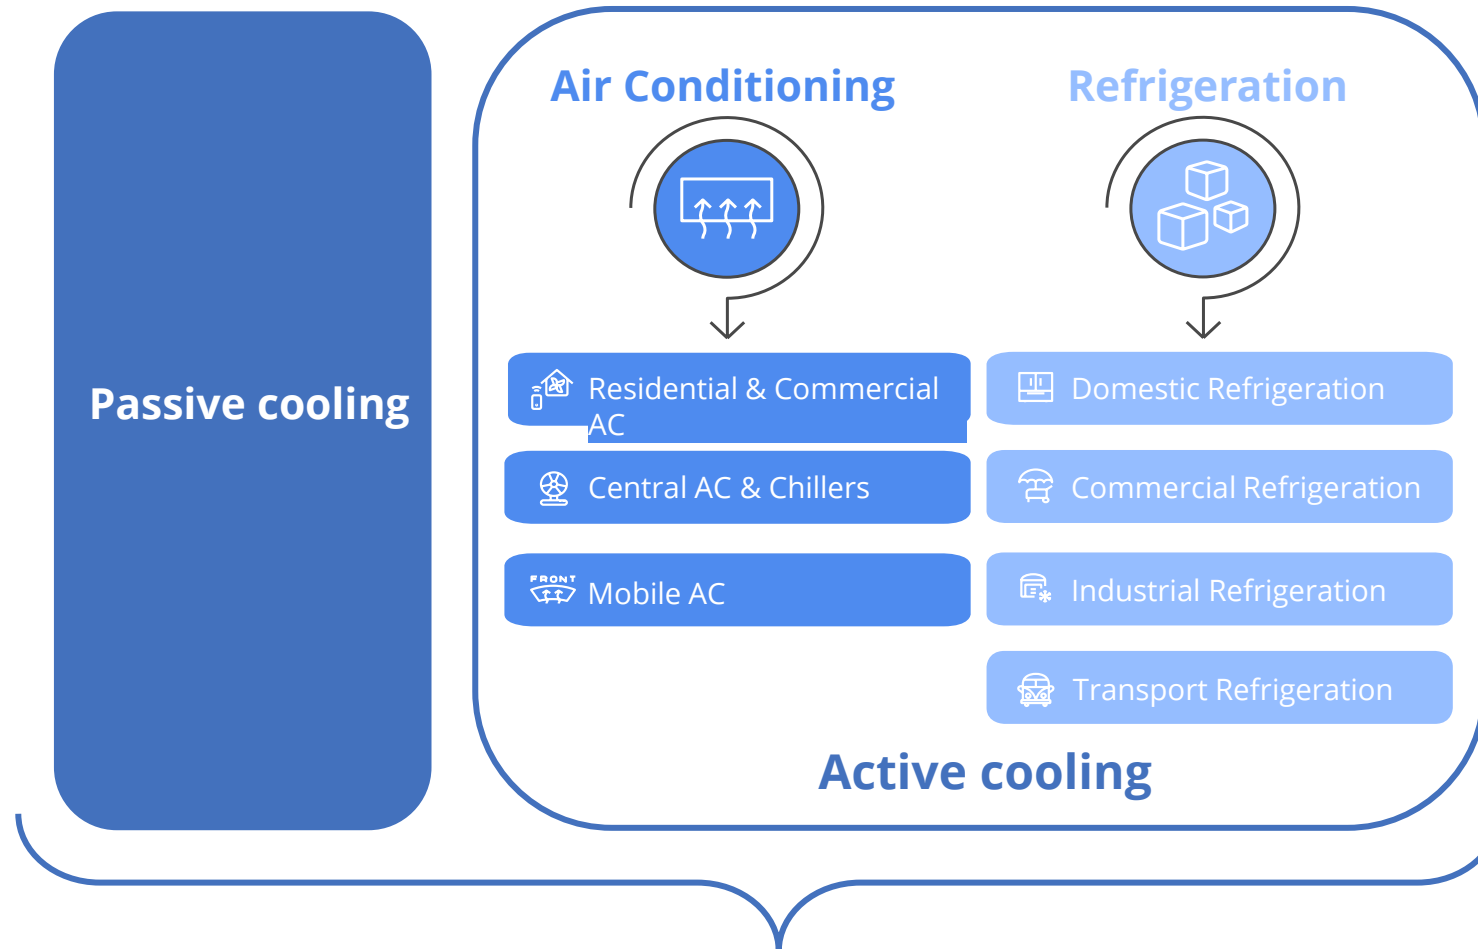 Passive cooling
Air Conditioning
Residential & Commercial
AC
Central AC & Chillers
FRONT
Mobile AC
Refrigeration
Domestic Refrigeration
Commercial Refrigeration
Industrial Refrigeration
Transport Refrigeration
Active cooling